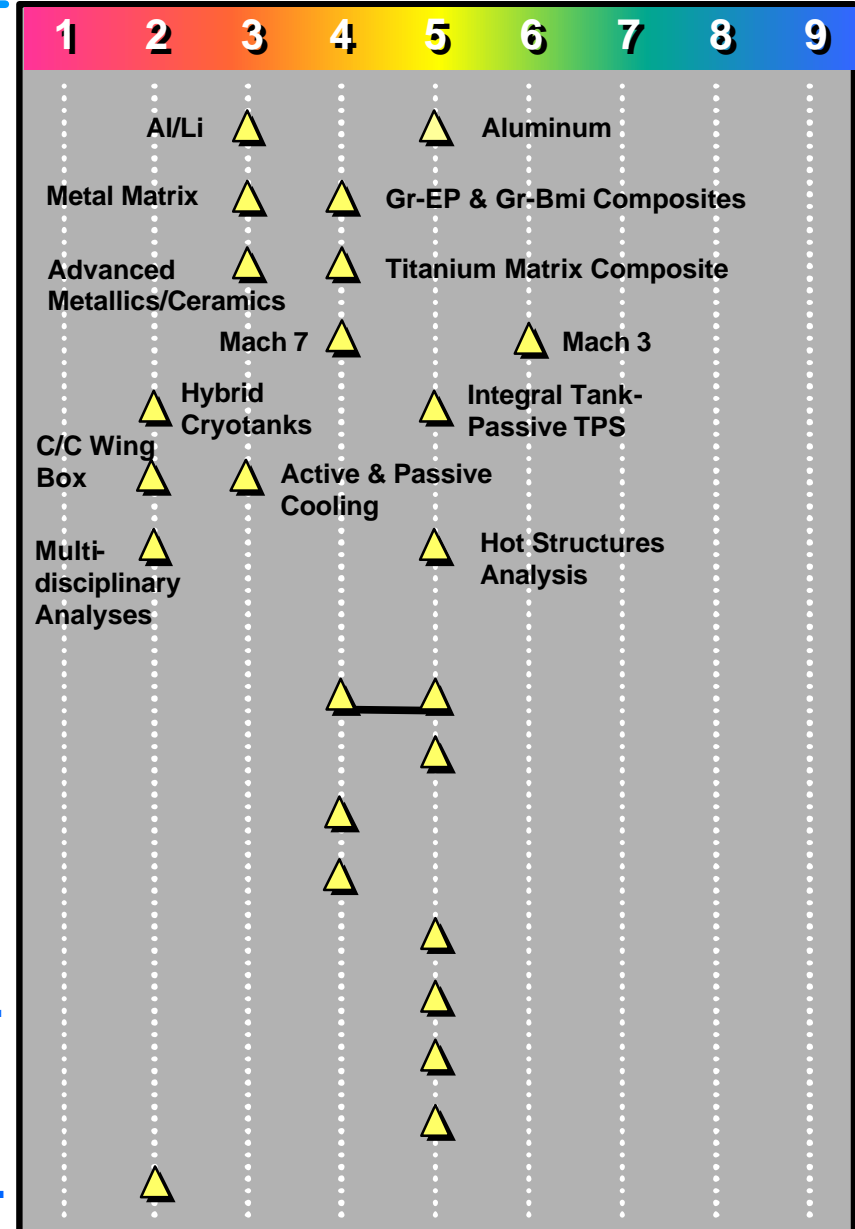 1 2 3 4 5 6 7 8 9
Al/Li Aluminum
Metal Matrix Gr-EP & Gr-Bmi Composites
Advanced
Metallics/Ceramics
Titanium Matrix Composite
Mach 7 Mach 3
Hybrid
Cryotanks
Integral Tank-
Passive TPS
C/C Wing
Box
Active & Passive
Cooling
Multi-
disciplinary
Analyses
Hot Structures
Analysis